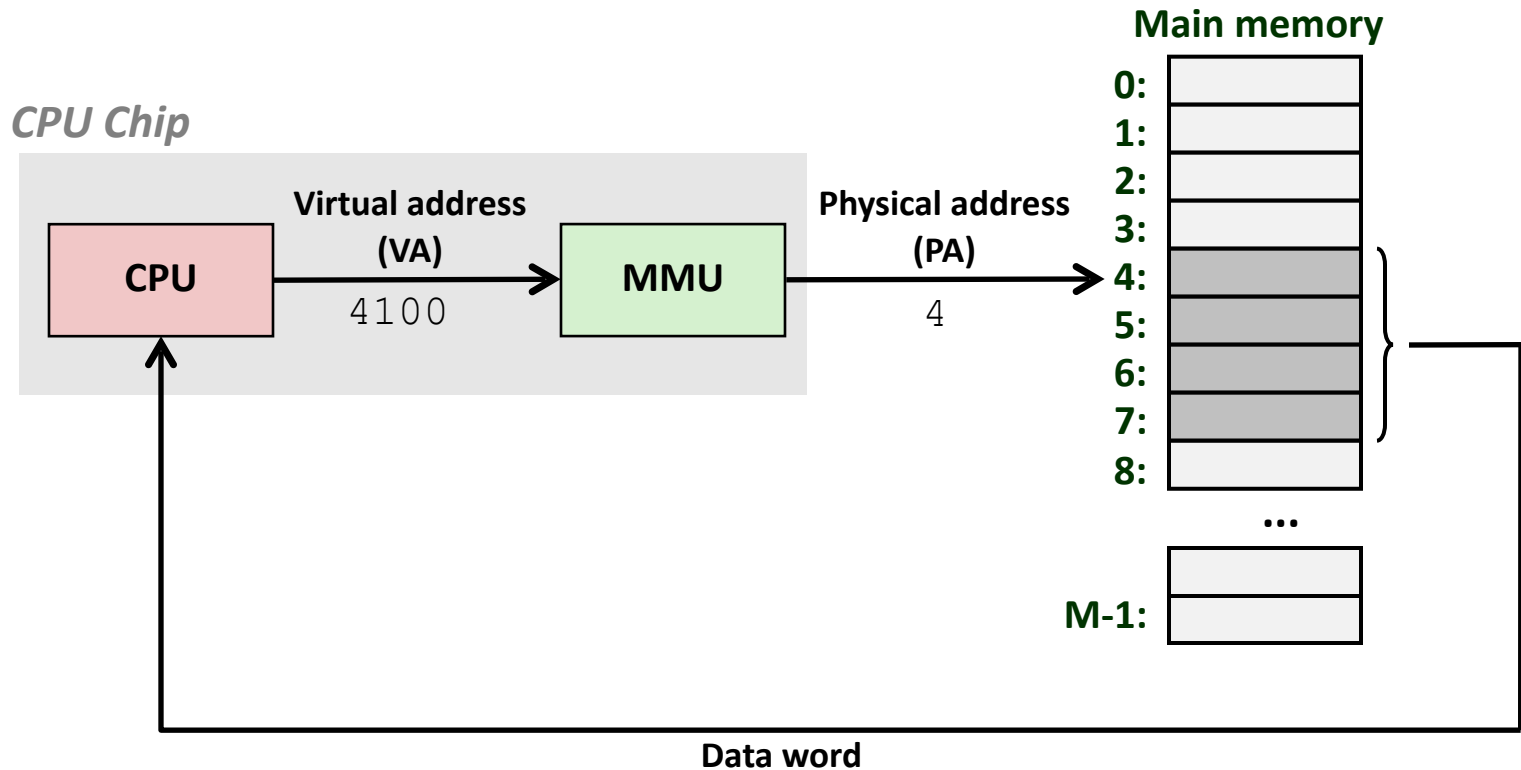 Main memory
0:
CPU Chip
1:
2:
Virtual address
(VA)
Physical address
(PA)
3:
CPU
4100
MMU
4
4:
5:
6:
7:
8:
...
M-1:
Data word